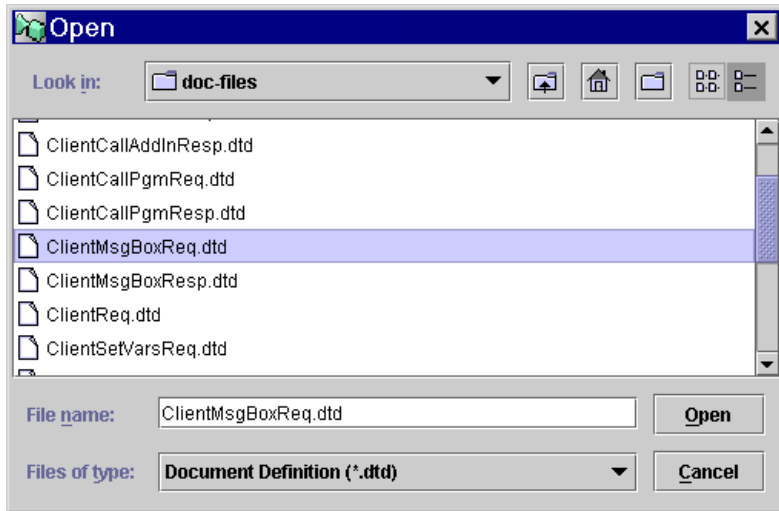 Open
Look in: doc-files
ClientCallAddInResp.dtd
ClientCallPgmReq.dtd
ClientCallPgmResp.dtd
ClientMsgBoxReq.dtd
ClientMsgBoxResp.dtd
ClientReq.dtd
ClientSetVarsReq.dtd
File name: ClientMsgBoxReq.dtd Open
Files of type: Document Definition (*.dtd) Cancel